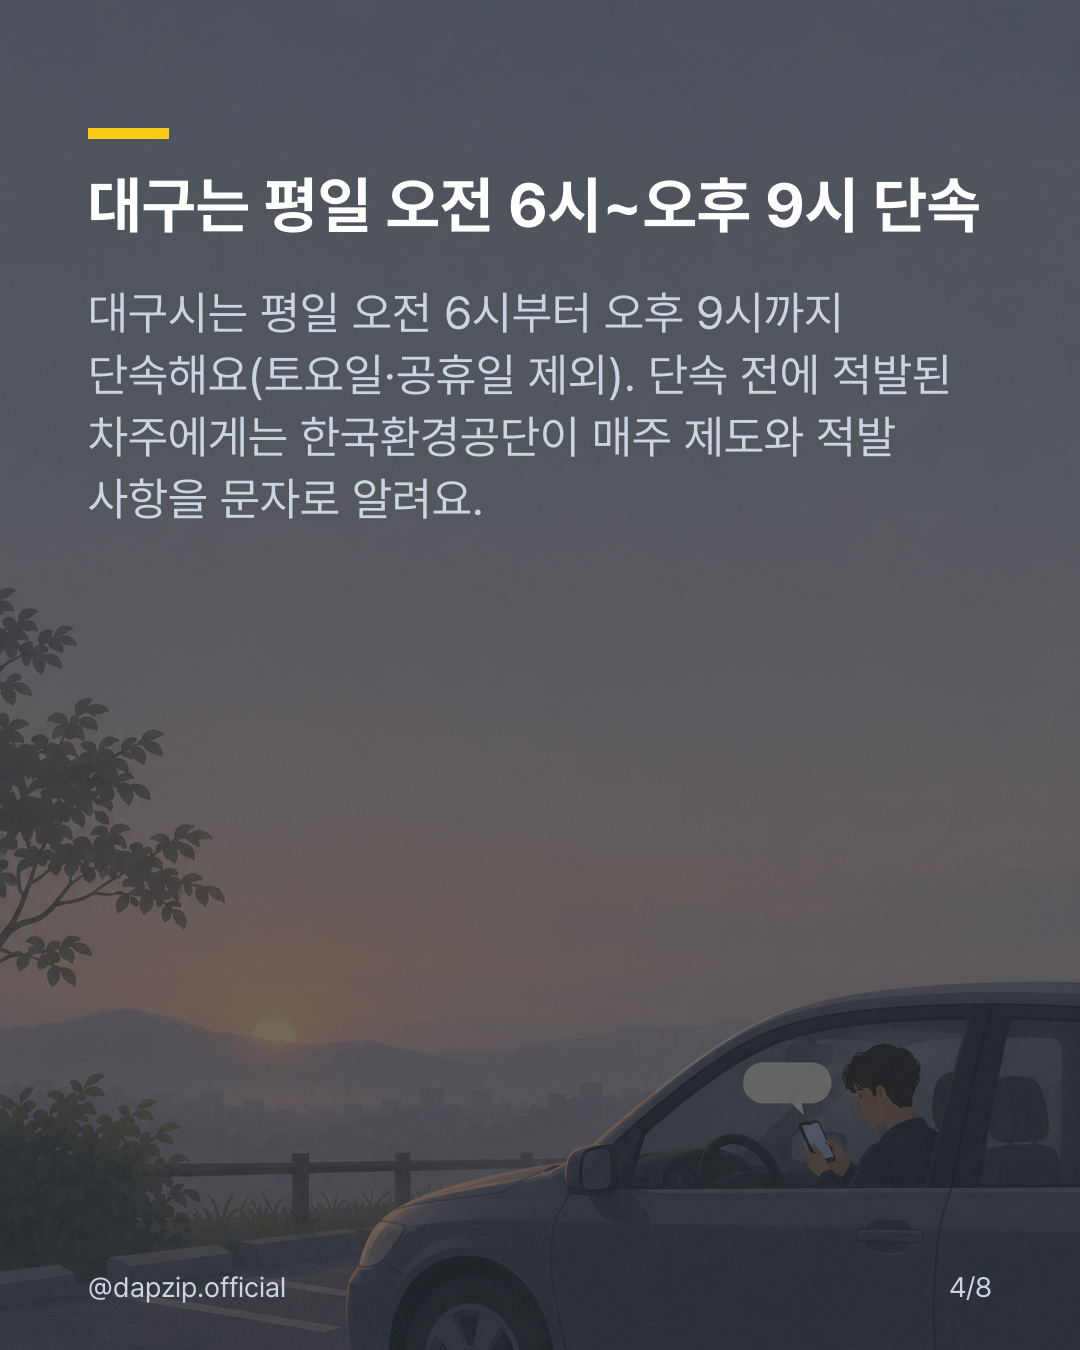 대구는 평일 오전 6시~오후 9시 단속
대구시는 평일 오전 6시부터 오후 9시까지
단속해요(토요일·공휴일 제외). 단속 전에 적발된
차주에게는 한국환경공단이 매주 제도와 적발
사항을 문자로 알려요.
@dapzip.official
4/8